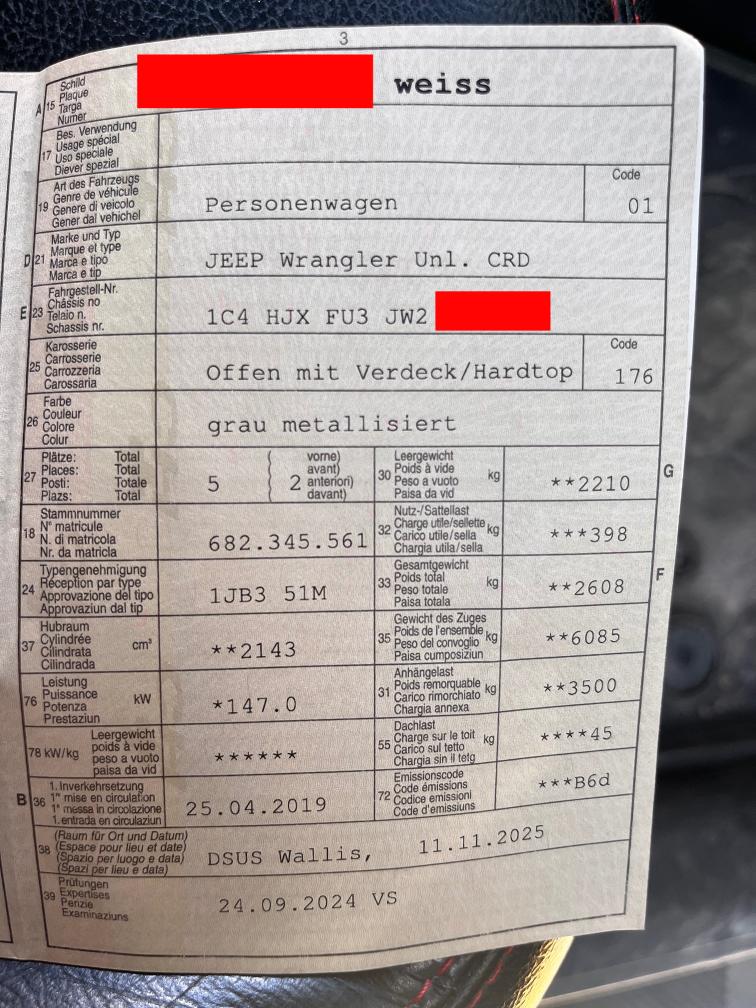 3
A 15 Schild
Plaque
Targa
Numer
weiss
17 Bes. Verwendung
Usage spécial
Uso speciale
Diever spezial
19 Art des Fahrzeugs
Genre de véhicule
Genere di veicolo
Gener dal vehichel
Personenwagen
Code
01
D 21 Marke und Typ
Marque et type
Marca e tipo
Marca e tip
JEEP Wrangler Unl. CRD
E 23 Fahrgestell-Nr.
Châssis no
Telaio n.
Schassis nr.
1C4 HJX FU3 JW2
25 Karosserie
Carrosserie
Carrozzeria
Carossaria
Offen mit Verdeck/Hardtop
Code
176
26 Farbe
Couleur
Colore
Colur
grau metallisiert
27 Plätze: Total
Places: Total
Posti: Totale
Plazs: Total
5 ( 2 vorne)
avant)
anteriori)
davant)
30 Leergewicht
Poids à vide
Peso a vuoto
Paisa da vid
kg
**2210
G
18 Stammnummer
N° matricule
N. di matricola
Nr. da matricla
682.345.561
32 Nutz-/Sattellast
Charge utile/sellette
Carico utile/sella
Chargia utila/sella
kg
***398
24 Typengenehmigung
Réception par type
Approvazione del tipo
Approvaziun dal tip
1JB3 51M
33 Gesamtgewicht
Poids total
Peso totale
Paisa totala
kg
**2608
F
37 Hubraum
Cylindrée
Cilindrata
Cilindrada
cm³
**2143
35 Gewicht des Zuges
Poids de l'ensemble
Peso del convoglio
Paisa cumposiziun
kg
**6085
76 Leistung
Puissance
Potenza
Prestaziun
kW
*147.0
31 Anhängelast
Poids remorquable
Carico rimorchiato
Chargia annexa
kg
**3500
78 kW/kg Leergewicht
poids à vide
peso a vuoto
paisa da vid
******
55 Dachlast
Charge sur le toit
Carico sul tetto
Chargia sin il tetg
kg
****45
B 36 1. Inverkehrsetzung
1re mise en circulation
1a messa in circolazione
1. entrada en circulaziun
25.04.2019
72 Emissionscode
Code émissions
Codice emissioni
Code d'emissiuns
***B6d
38 (Raum für Ort und Datum)
(Espace pour lieu et date)
(Spazio per luogo e data)
(Spazi per lieu e data)
DSUS Wallis, 11.11.2025
39 Prüfungen
Expertises
Perizie
Examinaziuns
24.09.2024 VS